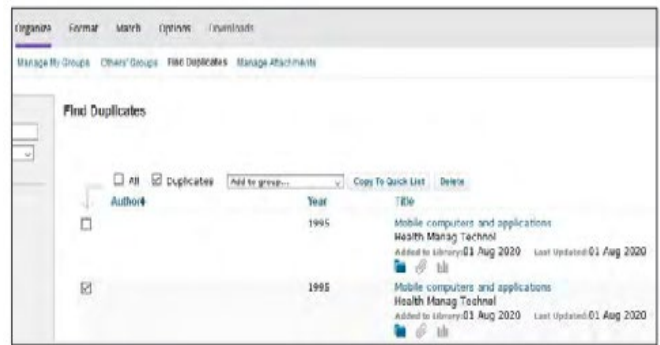 Organize Format Match Options Downloads
Manage My Groups Others' Groups Find Duplicates Manage Attachments
Find Duplicates
All Duplicates Add to group... Copy To Quick List Delete
Author Year Title
1995 Mobile computers and applications
Health Manag Technol
Added to Library: 01 Aug 2020 Last Updated: 01 Aug 2020
1995 Mobile computers and applications
Health Manag Technol
Added to Library: 01 Aug 2020 Last Updated: 01 Aug 2020